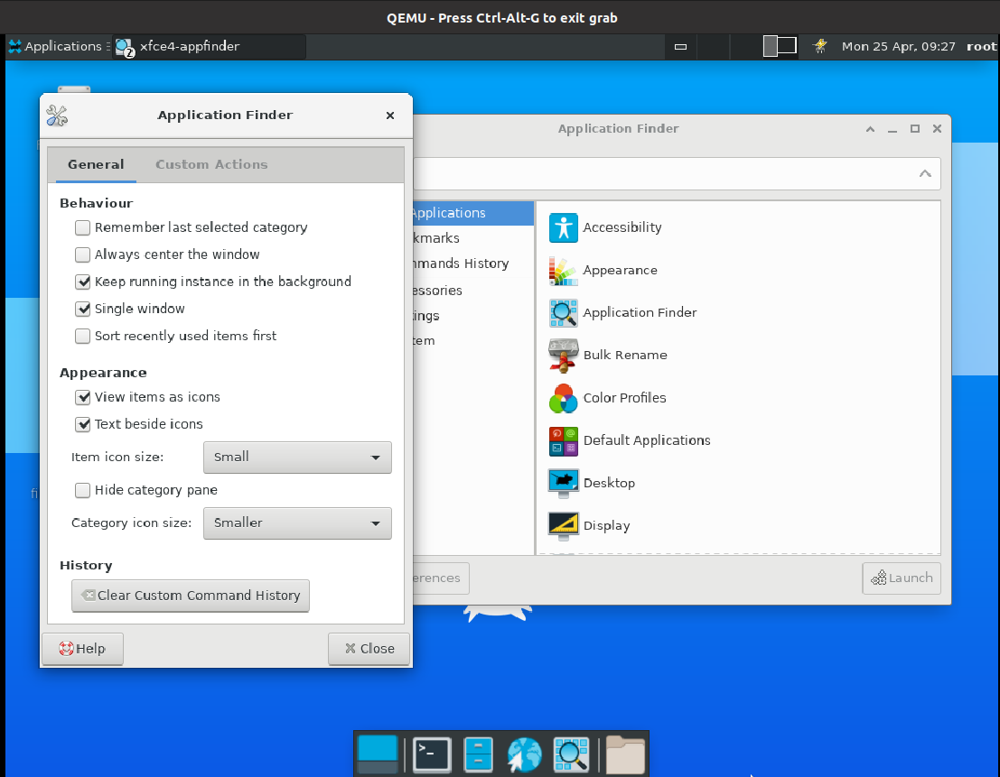 QEMU - Press Ctrl-Alt-G to exit grab
Applications
2
xfce4-appfinder
Mon 25 Apr, 09:27
root
Application Finder
General
Custom Actions
Behaviour
Remember last selected category
Always center the window
Keep running instance in the background
Single window
Sort recently used items first
Appearance
View items as icons
Text beside icons
Item icon size:
Small
Hide category pane
Category icon size:
Smaller
History
Clear Custom Command History
Help
Close
Application Finder
Applications
kmarks
mmands History
essories
ings
tem
Accessibility
Appearance
Application Finder
Bulk Rename
Color Profiles
Default Applications
Desktop
Display
erences
Launch
fi